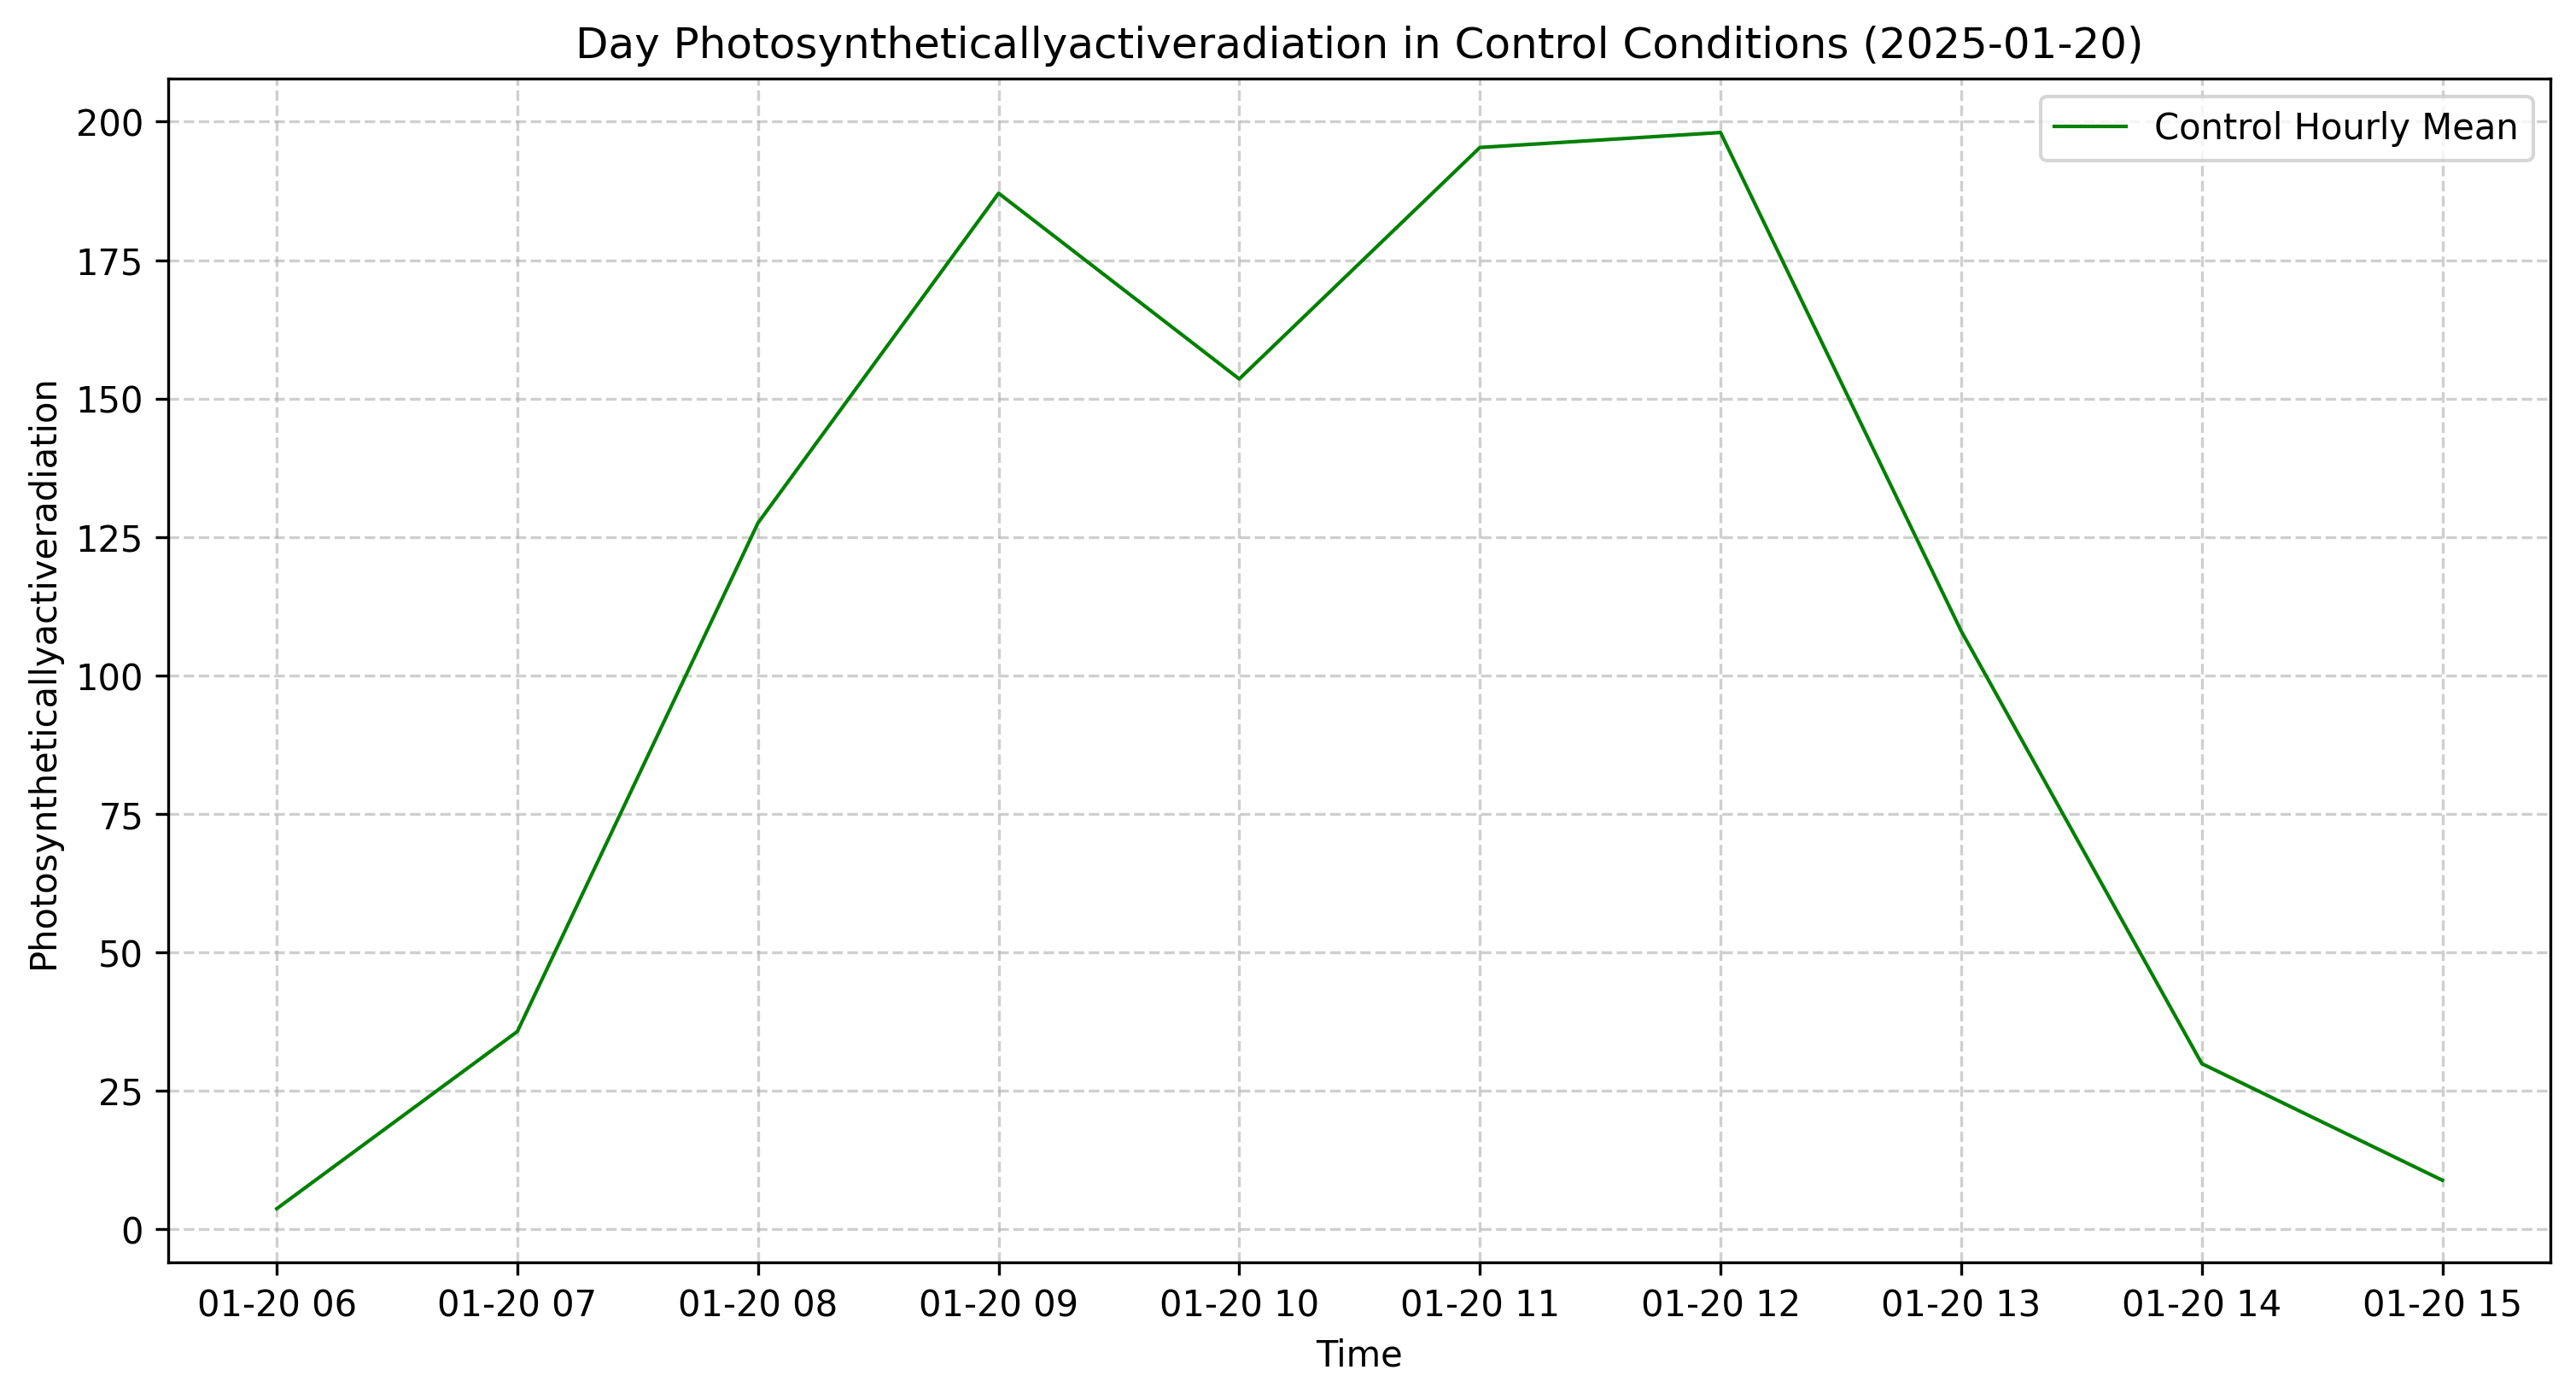 Day Photosyntheticallyactiveradiation in Control Conditions (2025-01-20)
Control Hourly Mean
Photosyntheticallyactiveradiation
200
175
150
125
100
75
50
25
0
01-20 06 01-20 07 01-20 08 01-20 09 01-20 10 01-20 11 01-20 12 01-20 13 01-20 14 01-20 15
Time